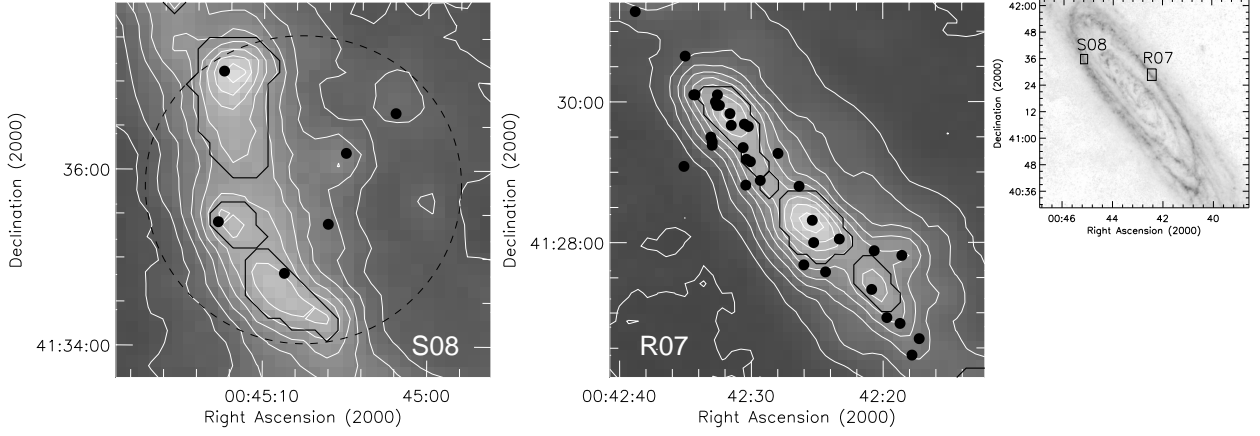 Declination (2000)
36:00
41:34:00
S08
00:45:10
45:00
Right Ascension (2000)
Declination (2000)
30:00
41:28:00
R07
00:42:40
42:30
42:20
Right Ascension (2000)
Declination (2000)
42:00
48
36
24
12
41:00
48
40:36
S08
R07
00:46
44
42
40
Right Ascension (2000)